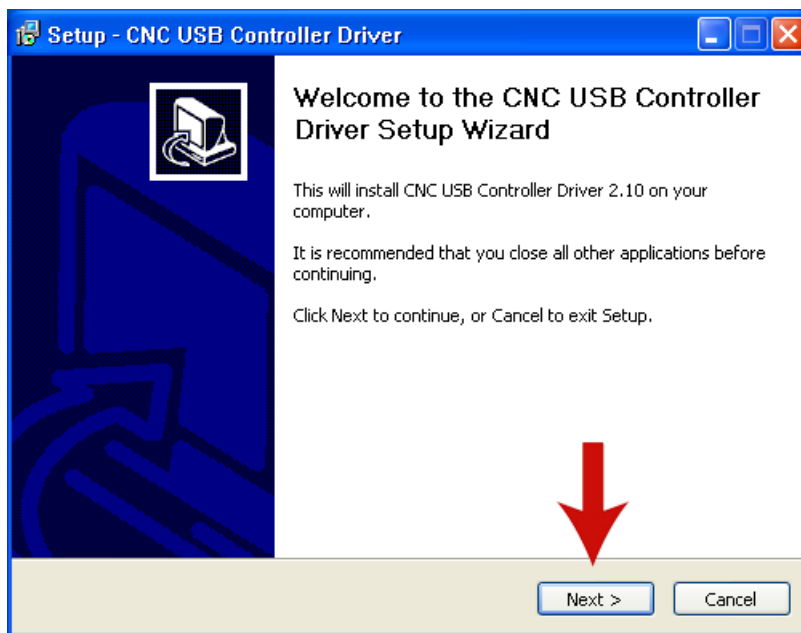 Setup - CNC USB Controller Driver
Welcome to the CNC USB Controller
Driver Setup Wizard
This will install CNC USB Controller Driver 2.10 on your
computer.
It is recommended that you close all other applications before
continuing.
Click Next to continue, or Cancel to exit Setup.
Next >
Cancel